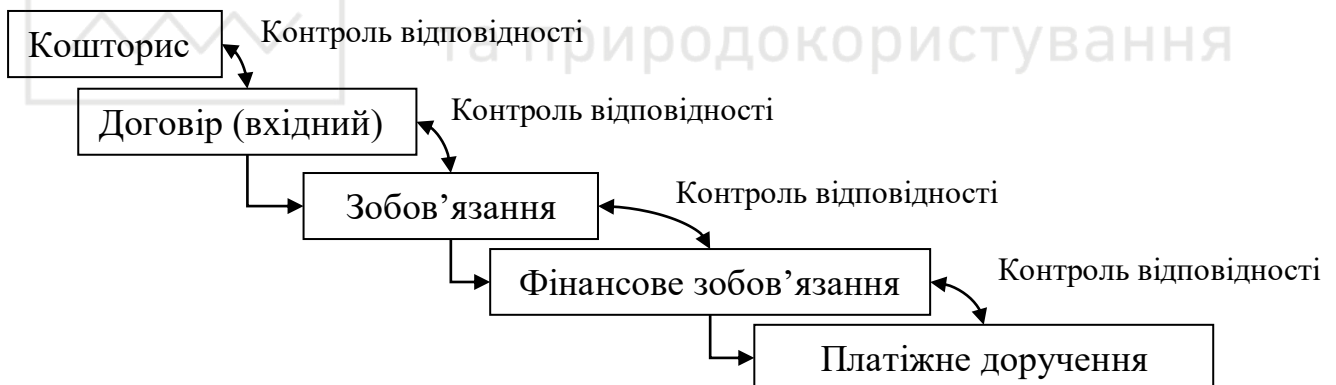 та природокористування
Кошторис
Контроль відповідності
Договір (вхідний)
Контроль відповідності
Зобов’язання
Контроль відповідності
Фінансове зобов’язання
Контроль відповідності
Платіжне доручення